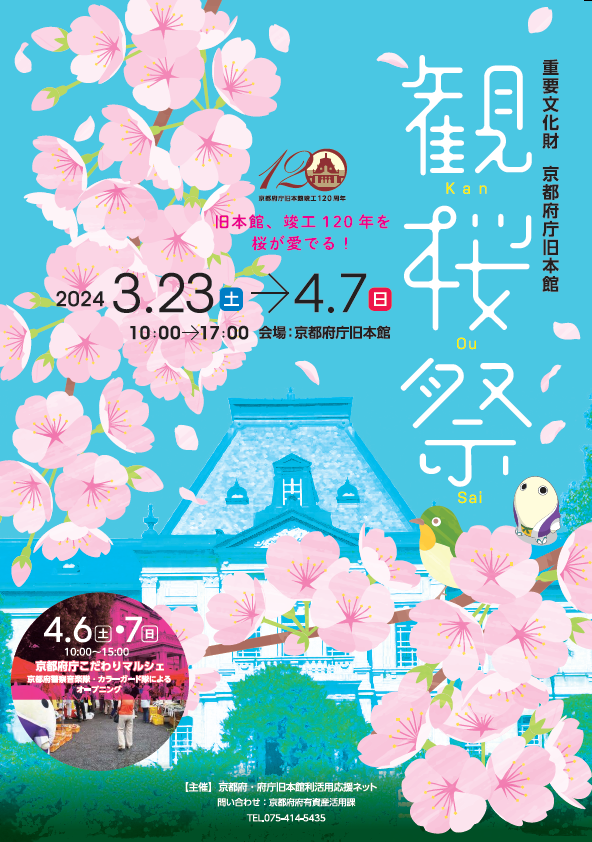 重要文化財 京都府庁旧本館
観桜祭
Kan
Ou
Sai
120
京都府庁旧本館竣工120周年
旧本館、竣工120年を
桜が愛でる！
2024 3.23土→4.7日
10:00→17:00 会場：京都府庁旧本館
4.6土・7日
10:00〜15:00
京都府庁こだわりマルシェ
京都府警察音楽隊・カラーガード隊による
オープニング
【主催】京都府・府庁旧本館利活用応援ネット
問い合わせ：京都府府有資産活用課
TEL.075-414-5435